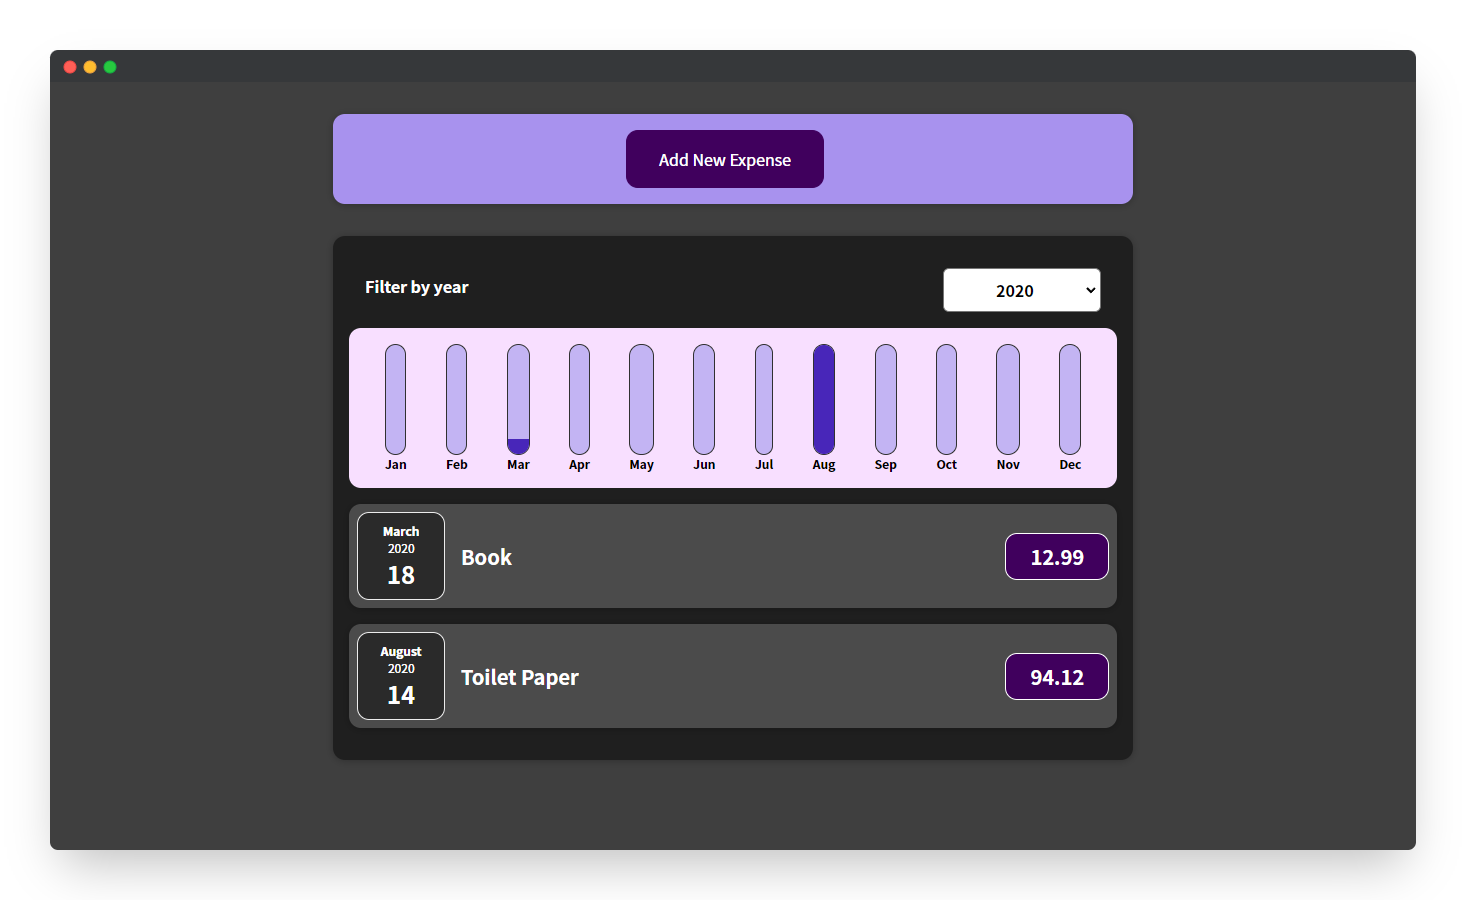 Add New Expense
Filter by year
2020
Jan Feb Mar Apr May Jun Jul Aug Sep Oct Nov Dec
March
2020
18
Book
12.99
August
2020
14
Toilet Paper
94.12